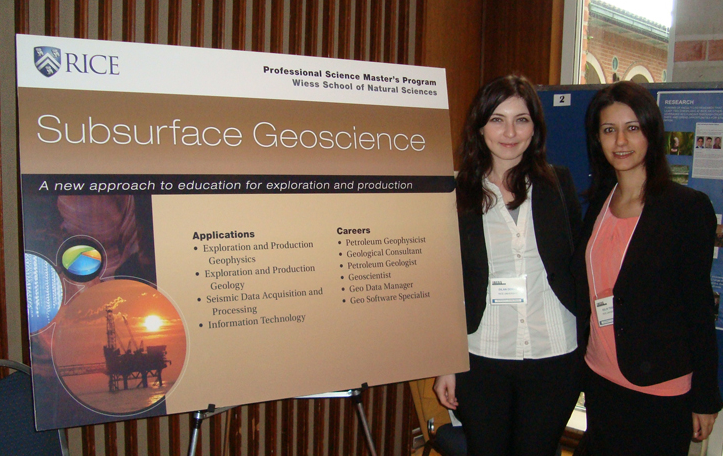 RICE
Professional Science Master's Program
Wiess School of Natural Sciences
Subsurface Geoscience
A new approach to education for exploration and production
Applications
• Exploration and Production
Geophysics
• Exploration and Production
Geology
• Seismic Data Acquisition and
Processing
• Information Technology
Careers
• Petroleum Geophysicist
• Geological Consultant
• Petroleum Geologist
• Geoscientist
• Geo Data Manager
• Geo Software Specialist
2
RESEARCH